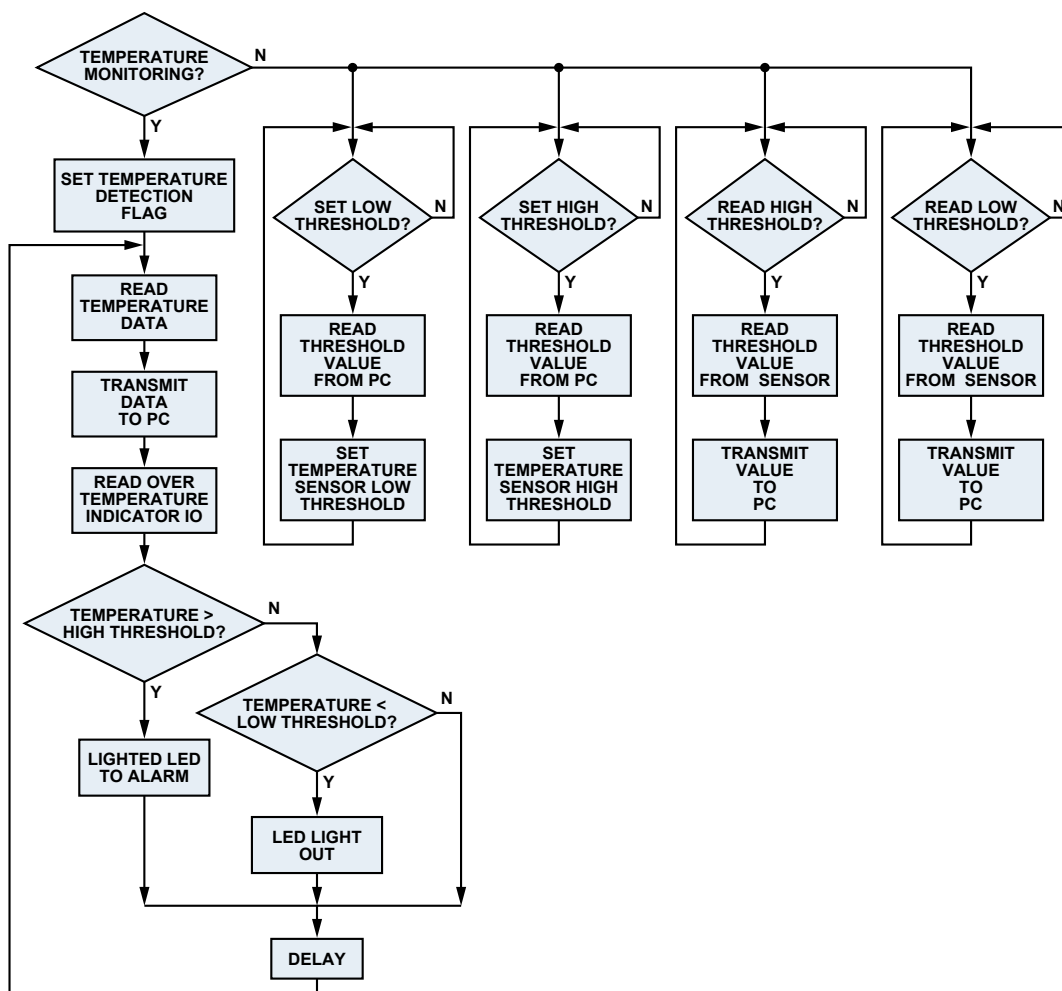 TEMPERATURE
MONITORING?
N
Y
SET TEMPERATURE
DETECTION
FLAG
READ
TEMPERATURE
DATA
TRANSMIT
DATA
TO PC
READ OVER
TEMPERATURE
INDICATOR IO
TEMPERATURE >
HIGH THRESHOLD?
N
Y
LIGHTED LED
TO ALARM
TEMPERATURE <
LOW THRESHOLD?
N
Y
LED LIGHT
OUT
DELAY
SET LOW
THRESHOLD?
N
Y
READ
THRESHOLD
VALUE
FROM PC
SET
TEMPERATURE
SENSOR LOW
THRESHOLD
SET HIGH
THRESHOLD?
N
Y
READ
THRESHOLD
VALUE
FROM PC
SET
TEMPERATURE
SENSOR HIGH
THRESHOLD
READ HIGH
THRESHOLD?
N
Y
READ
THRESHOLD
VALUE
FROM SENSOR
TRANSMIT
VALUE
TO
PC
READ LOW
THRESHOLD?
N
Y
READ
THRESHOLD
VALUE
FROM SENSOR
TRANSMIT
VALUE
TO
PC